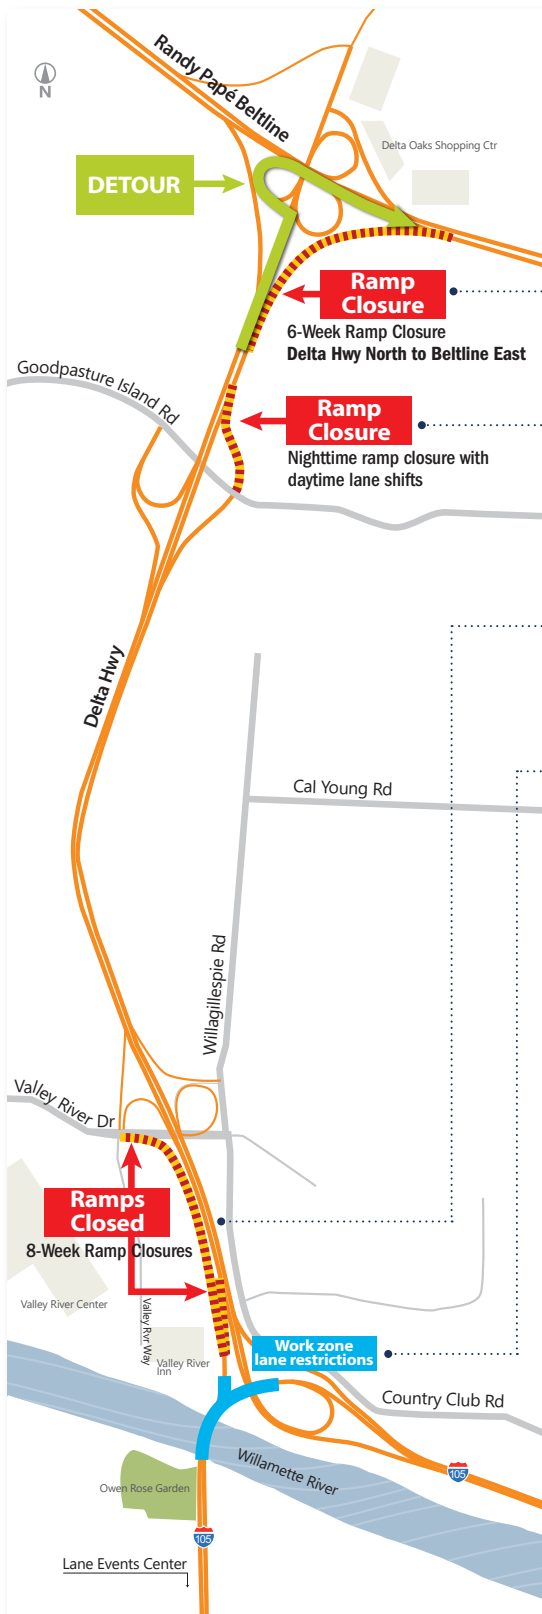 Randy Papé Beltline
N
Delta Oaks Shopping Ctr
DETOUR
Ramp
Closure
6-Week Ramp Closure
Delta Hwy North to Beltline East
Goodpasture Island Rd
Ramp
Closure
Nighttime ramp closure with
daytime lane shifts
Delta Hwy
Cal Young Rd
Willagillespie Rd
Valley River Dr
Ramps
Closed
8-Week Ramp Closures
Valley River Center
Valley Rvr Way
Valley River
Inn
Work zone
lane restrictions
Country Club Rd
Willamette River
105
Owen Rose Garden
105
Lane Events Center